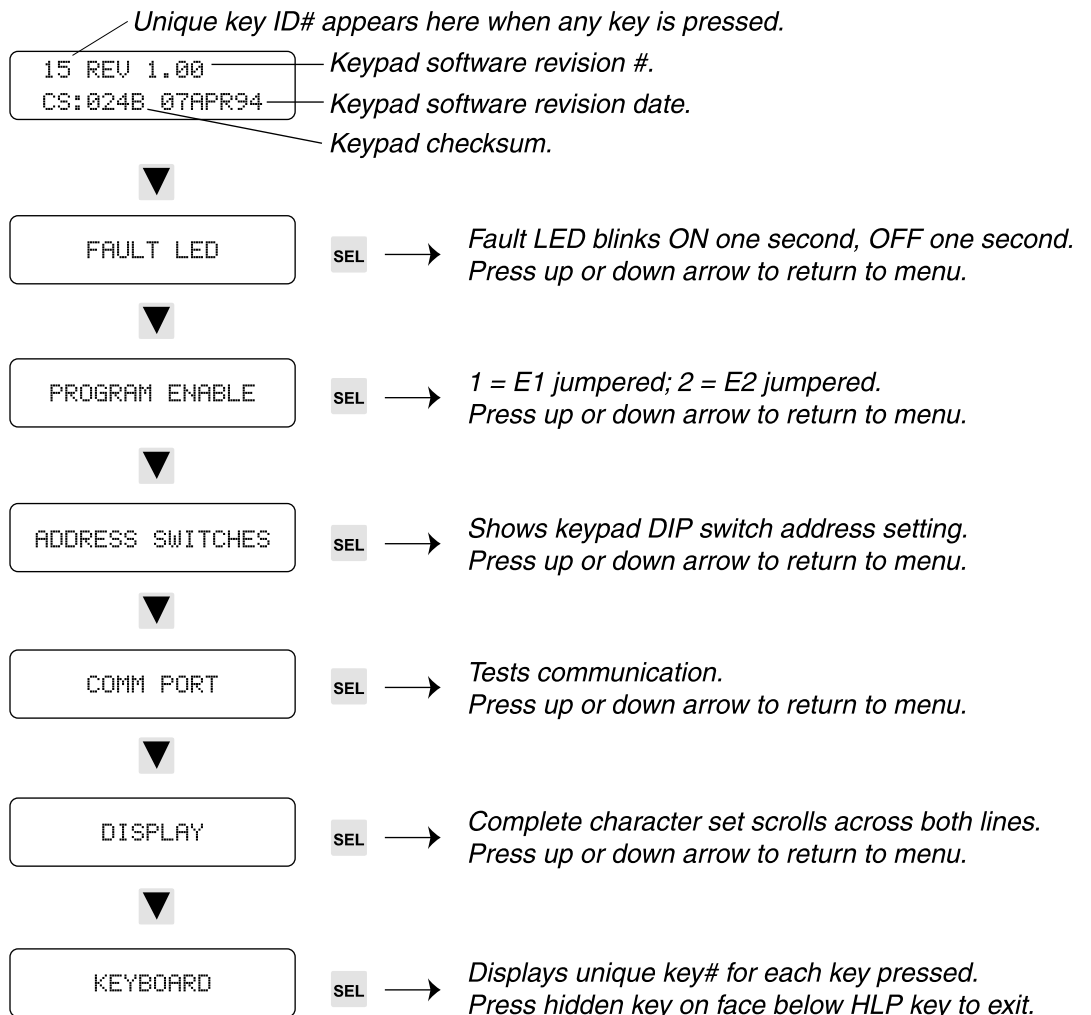 Unique key ID# appears here when any key is pressed.
15 REV 1.00
Keypad software revision #.
CS:024B 07APR94
Keypad software revision date.
Keypad checksum.
FAULT LED
SEL
Fault LED blinks ON one second, OFF one second.
Press up or down arrow to return to menu.
PROGRAM ENABLE
SEL
1 = E1 jumpered; 2 = E2 jumpered.
Press up or down arrow to return to menu.
ADDRESS SWITCHES
SEL
Shows keypad DIP switch address setting.
Press up or down arrow to return to menu.
COMM PORT
SEL
Tests communication.
Press up or down arrow to return to menu.
DISPLAY
SEL
Complete character set scrolls across both lines.
Press up or down arrow to return to menu.
KEYBOARD
SEL
Displays unique key# for each key pressed.
Press hidden key on face below HLP key to exit.